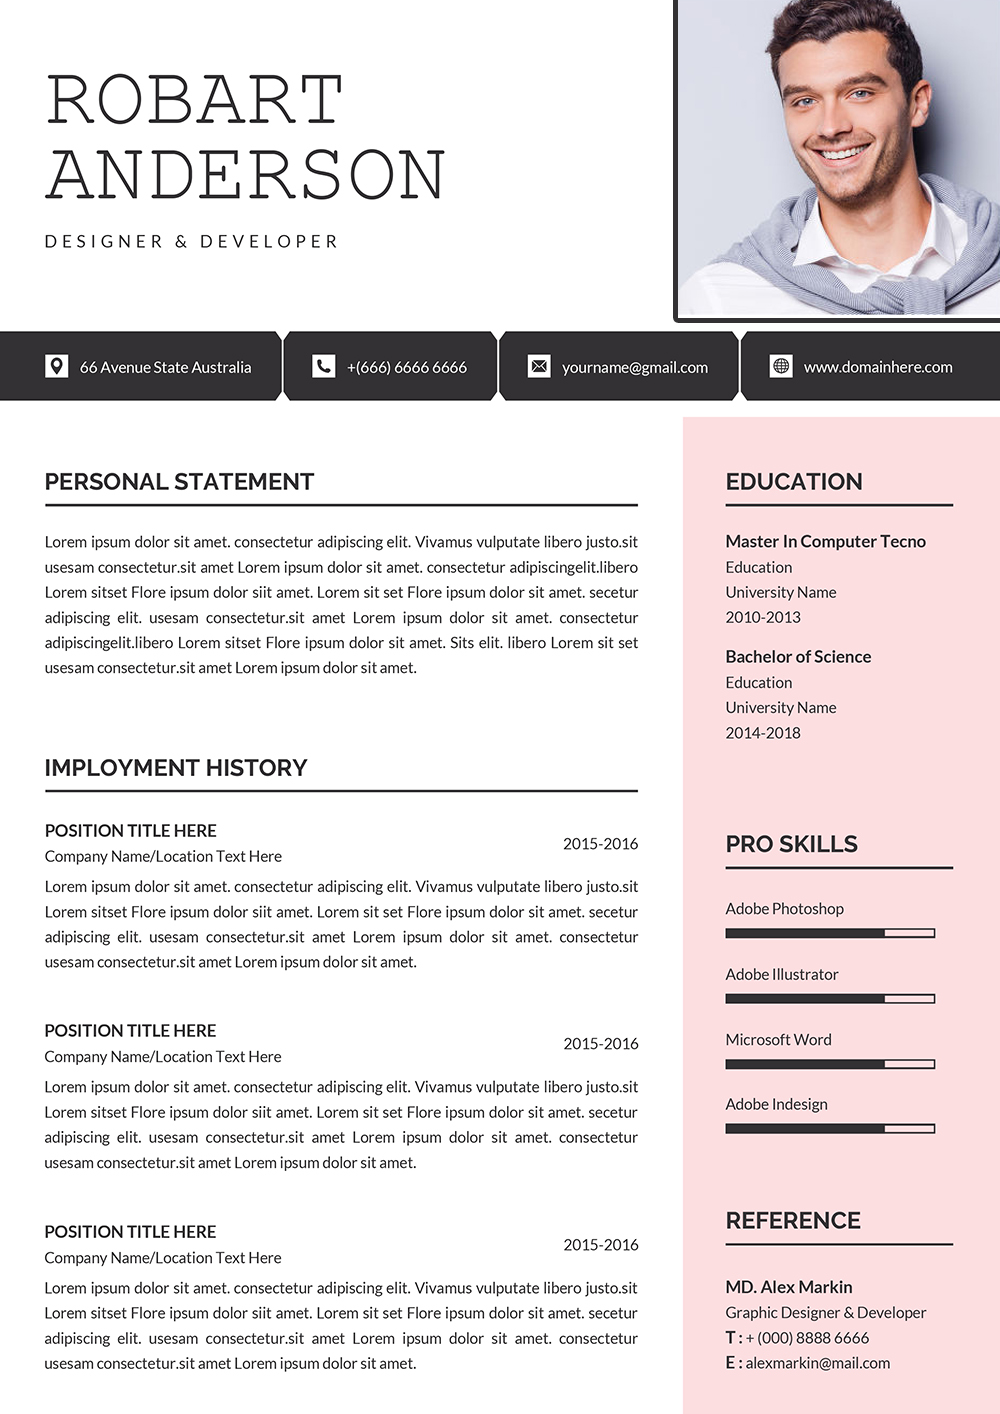 ROBART
ANDERSON
DESIGNER & DEVELOPER
66 Avenue State Australia
+(666) 6666 6666
yourname@gmail.com
www.domainhere.com
PERSONAL STATEMENT
Lorem ipsum dolor sit amet. consectetur adipiscing elit. Vivamus vulputate libero justo.sit
usesam consectetur.sit amet Lorem ipsum dolor sit amet. consectetur adipiscingelit.libero
Lorem sitset Flore ipsum dolor siit amet. Lorem sit set Flore ipsum dolor sit amet. secetur
adipiscing elit. usesam consectetur.sit amet Lorem ipsum dolor sit amet. consectetur
adipiscingelit.libero Lorem sitset Flore ipsum dolor sit amet. Sits elit. libero Lorem sit set
usesam consectetur.sit amet Lorem ipsum dolor sit amet.
IMPLOYMENT HISTORY
POSITION TITLE HERE
Company Name/Location Text Here
2015-2016
Lorem ipsum dolor sit amet. consectetur adipiscing elit. Vivamus vulputate libero justo.sit
Lorem sitset Flore ipsum dolor siit amet. Lorem sit set Flore ipsum dolor sit amet. secetur
adipiscing elit. usesam consectetur.sit amet Lorem ipsum dolor sit amet. consectetur
usesam consectetur.sit amet Lorem ipsum dolor sit amet.
POSITION TITLE HERE
Company Name/Location Text Here
2015-2016
Lorem ipsum dolor sit amet. consectetur adipiscing elit. Vivamus vulputate libero justo.sit
Lorem sitset Flore ipsum dolor siit amet. Lorem sit set Flore ipsum dolor sit amet. secetur
adipiscing elit. usesam consectetur.sit amet Lorem ipsum dolor sit amet. consectetur
usesam consectetur.sit amet Lorem ipsum dolor sit amet.
POSITION TITLE HERE
Company Name/Location Text Here
2015-2016
Lorem ipsum dolor sit amet. consectetur adipiscing elit. Vivamus vulputate libero justo.sit
Lorem sitset Flore ipsum dolor siit amet. Lorem sit set Flore ipsum dolor sit amet. secetur
adipiscing elit. usesam consectetur.sit amet Lorem ipsum dolor sit amet. consectetur
usesam consectetur.sit amet Lorem ipsum dolor sit amet.
EDUCATION
Master In Computer Tecno
Education
University Name
2010-2013
Bachelor of Science
Education
University Name
2014-2018
PRO SKILLS
Adobe Photoshop
Adobe Illustrator
Microsoft Word
Adobe Indesign
REFERENCE
MD. Alex Markin
Graphic Designer & Developer
T : + (000) 8888 6666
E : alexmarkin@mail.com